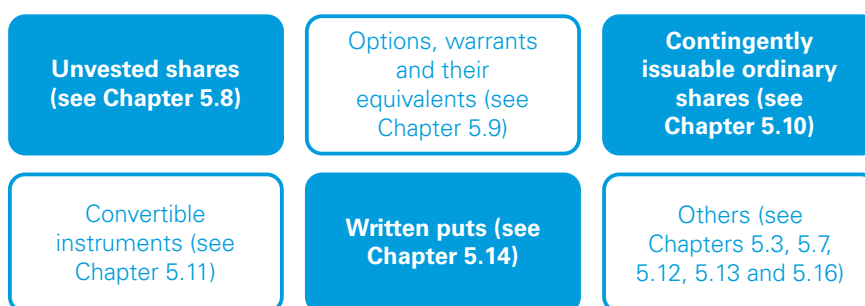 Unvested shares
(see Chapter 5.8)
Options, warrants
and their
equivalents (see
Chapter 5.9)
Contingently
issuable ordinary
shares (see
Chapter 5.10)
Convertible
instruments (see
Chapter 5.11)
Written puts (see
Chapter 5.14)
Others (see
Chapters 5.3, 5.7,
5.12, 5.13 and 5.16)